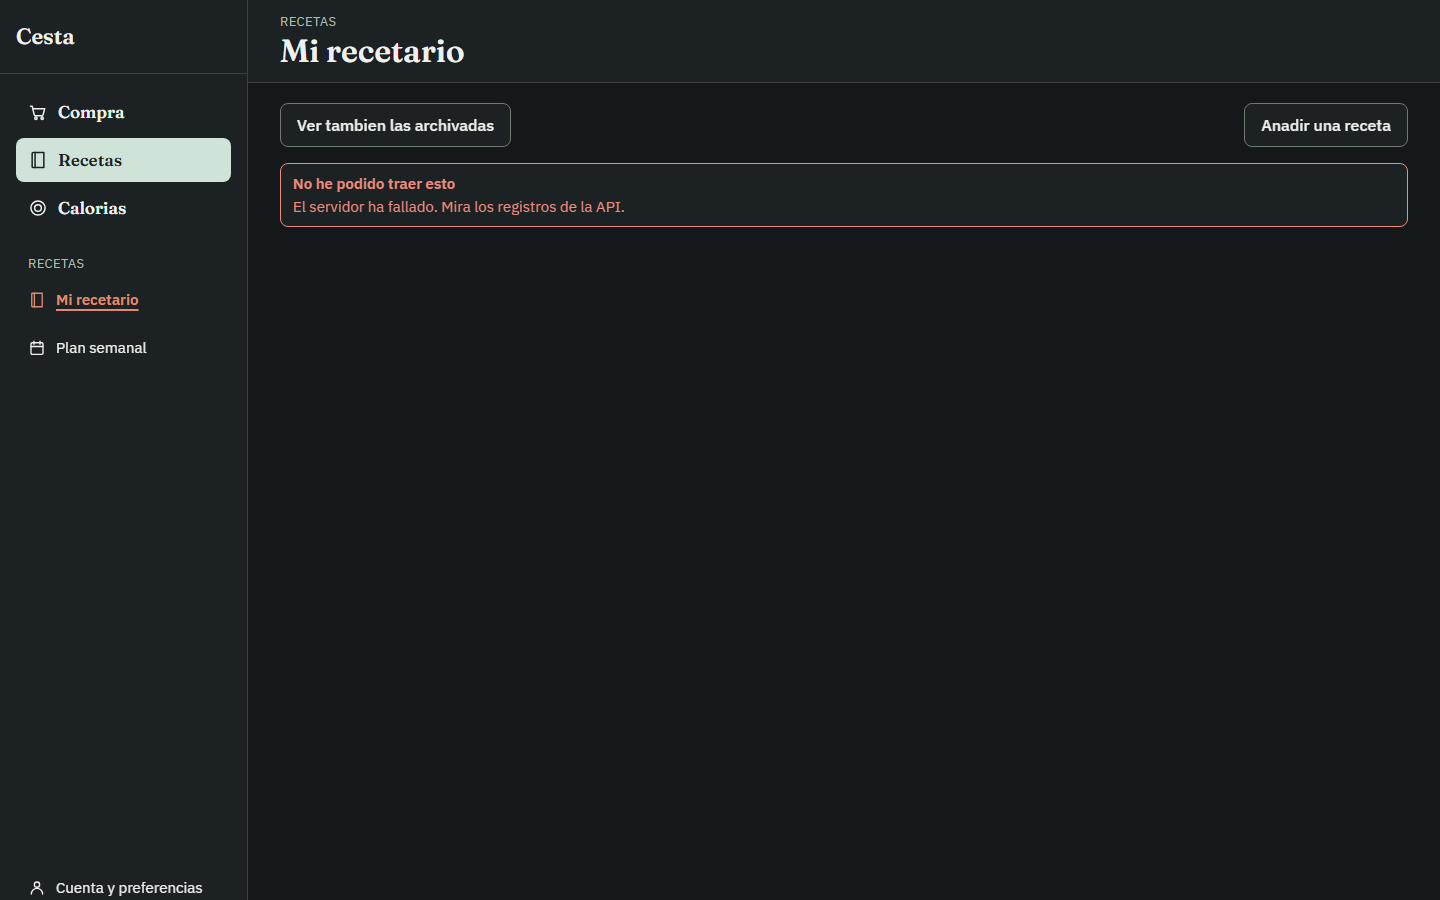 Cesta
Compra
Recetas
Calorias
RECETAS
Mi recetario
Plan semanal
Cuenta y preferencias
RECETAS
Mi recetario
Ver tambien las archivadas
Anadir una receta
No he podido traer esto
El servidor ha fallado. Mira los registros de la API.